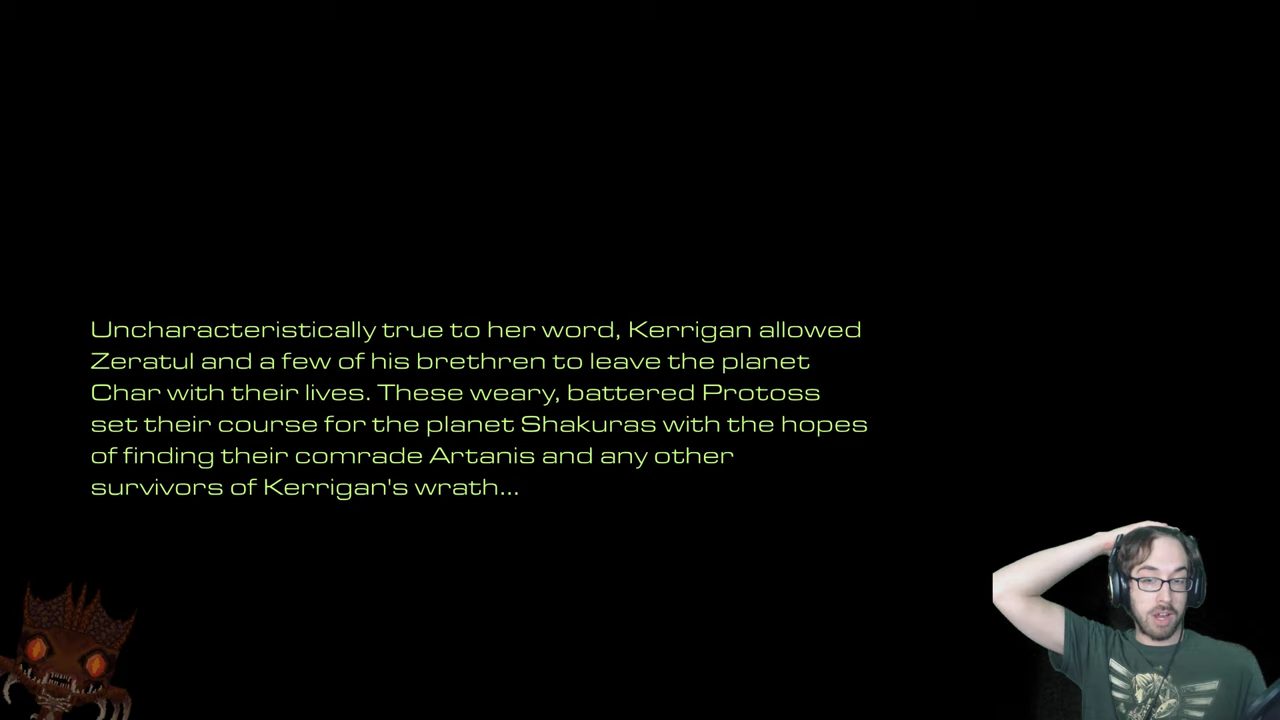 Uncharacteristically true to her word, Kerrigan allowed
Zeratul and a few of his brethren to leave the planet
Char with their lives. These weary, battered Protoss
set their course for the planet Shakuras with the hopes
of finding their comrade Artanis and any other
survivors of Kerrigan's wrath...